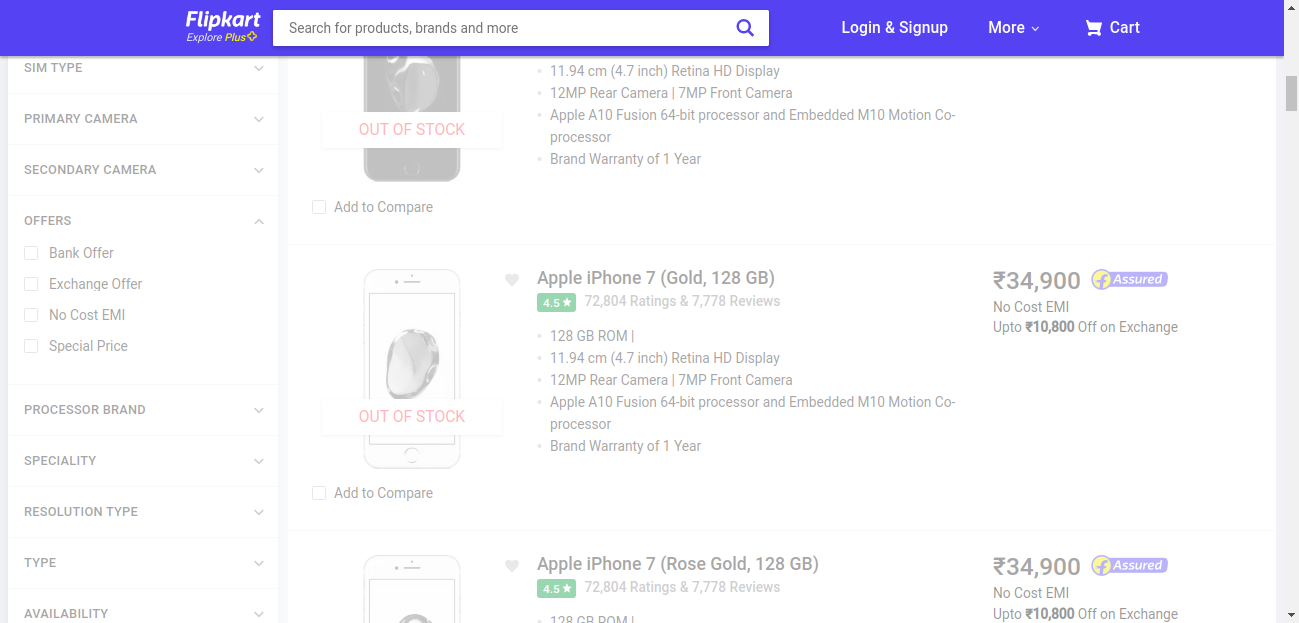 Flipkart
Explore Plus
Search for products, brands and more
Login & Signup
More
Cart
SIM TYPE
PRIMARY CAMERA
SECONDARY CAMERA
OFFERS
Bank Offer
Exchange Offer
No Cost EMI
Special Price
PROCESSOR BRAND
SPECIALITY
RESOLUTION TYPE
TYPE
AVAILABILITY
11.94 cm (4.7 inch) Retina HD Display
12MP Rear Camera | 7MP Front Camera
Apple A10 Fusion 64-bit processor and Embedded M10 Motion Co-
processor
Brand Warranty of 1 Year
OUT OF STOCK
Add to Compare
Apple iPhone 7 (Gold, 128 GB)
4.5 72,804 Ratings & 7,778 Reviews
128 GB ROM |
11.94 cm (4.7 inch) Retina HD Display
12MP Rear Camera | 7MP Front Camera
Apple A10 Fusion 64-bit processor and Embedded M10 Motion Co-
processor
Brand Warranty of 1 Year
₹34,900 f Assured
No Cost EMI
Upto ₹10,800 Off on Exchange
OUT OF STOCK
Add to Compare
Apple iPhone 7 (Rose Gold, 128 GB)
4.5 72,804 Ratings & 7,778 Reviews
128 GB ROM |
₹34,900 f Assured
No Cost EMI
Upto ₹10,800 Off on Exchange